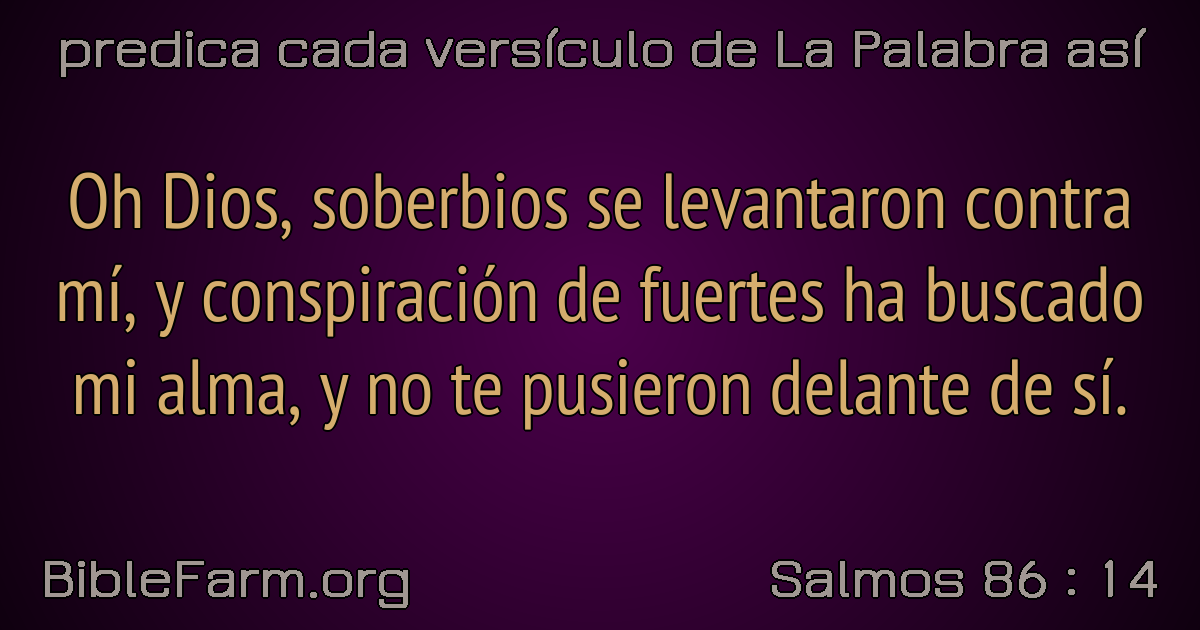 predica cada versículo de La Palabra así
Oh Dios, soberbios se levantaron contra
mí, y conspiración de fuertes ha buscado
mi alma, y no te pusieron delante de sí.
BibleFarm.org
Salmos 86 : 14